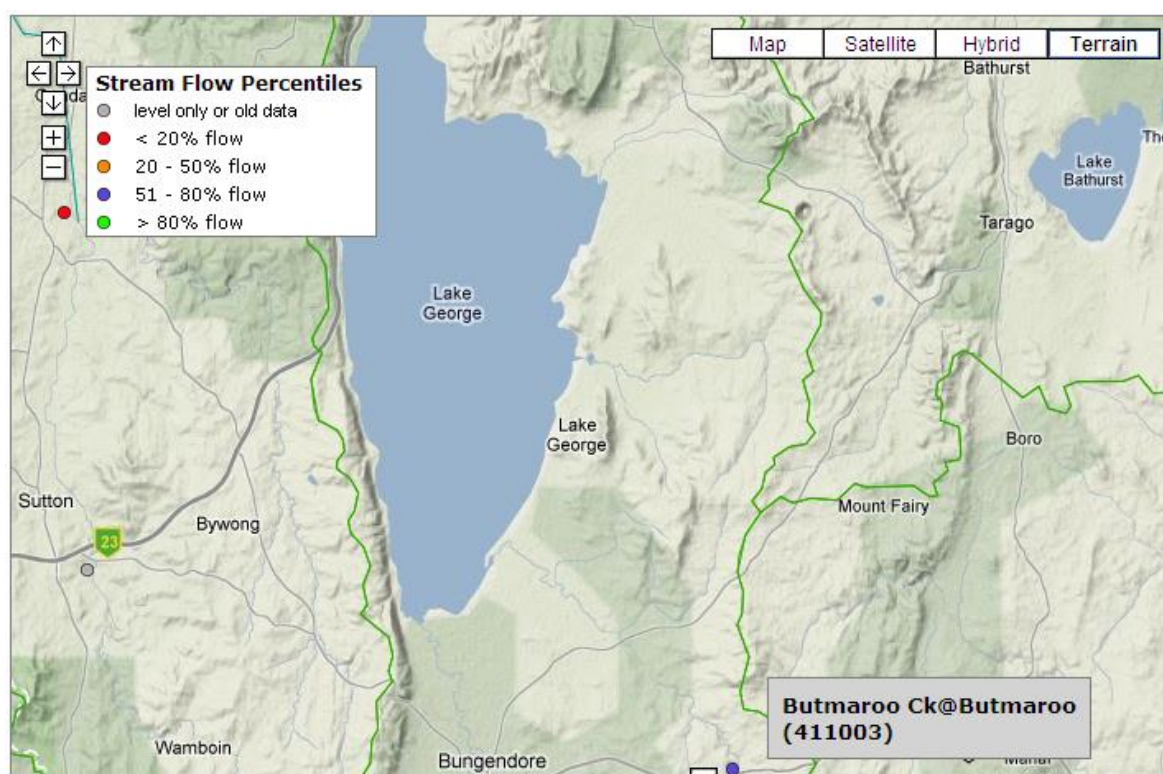 Map
Satellite
Hybrid
Terrain
Stream Flow Percentiles
level only or old data
< 20% flow
20 - 50% flow
51 - 80% flow
> 80% flow
Bathurst
Lake
Bathurst
Tarago
Lake
George
Lake
George
Boro
Sutton
Bywong
23
Mount Fairy
Butmaroo Ck@Butmaroo
(411003)
Wamboin
Bungendore